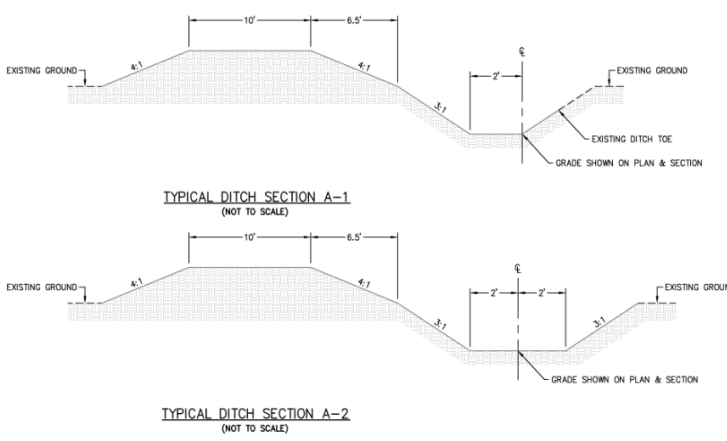 10'
6.5'
℄
EXISTING GROUND
4:1
4:1
2'
EXISTING GROUND
3:1
EXISTING DITCH TOE
GRADE SHOWN ON PLAN & SECTION
TYPICAL DITCH SECTION A-1
(NOT TO SCALE)
10'
6.5'
℄
EXISTING GROUND
4:1
4:1
2'
2'
EXISTING GROUN
3:1
3:1
GRADE SHOWN ON PLAN & SECTION
TYPICAL DITCH SECTION A-2
(NOT TO SCALE)